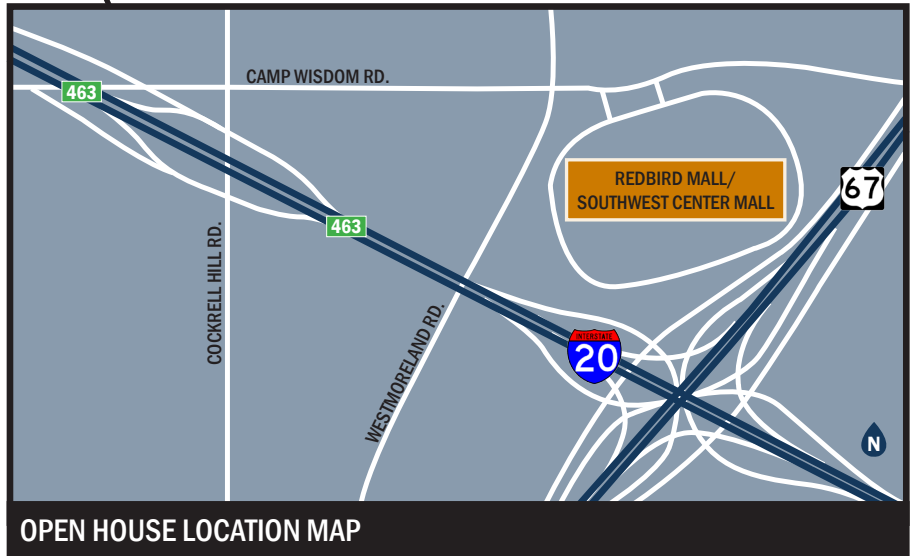 CAMP WISDOM RD.
463
REDBIRD MALL/
SOUTHWEST CENTER MALL
67
463
COCKRELL HILL RD.
WESTMORELAND RD.
INTERSTATE
20
N
OPEN HOUSE LOCATION MAP